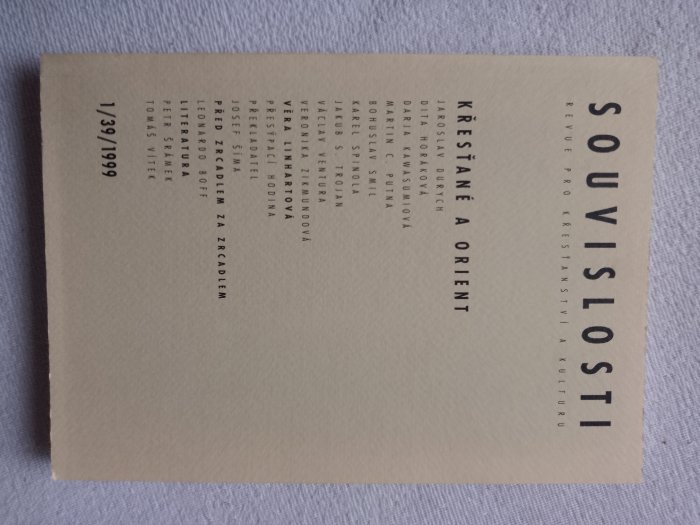 SOUVISLOSTI
REVUE PRO KŘESŤANSTVÍ A KULTURU
KŘESŤANÉ A ORIENT
JAROSLAV DURYCH
DITA HORÁKOVÁ
DARJA KAWASUMIOVÁ
MARTIN C. PUTNA
BOHUSLAV SMIL
KAREL SPINOLA
JAKUB S. TROJAN
VÁCLAV VENTURA
VERONIKA ZIKMUNDOVÁ
VĚRA LINHARTOVÁ
PŘESÝPACÍ HODINA
PŘEKLADATEL
JOSEF ŠÍMA
PŘED ZRCADLEM ZA ZRCADLEM
LEONARDO BOFF
LITERATURA
PETR ŠRÁMEK
TOMÁŠ VÍTEK
1/39/1999